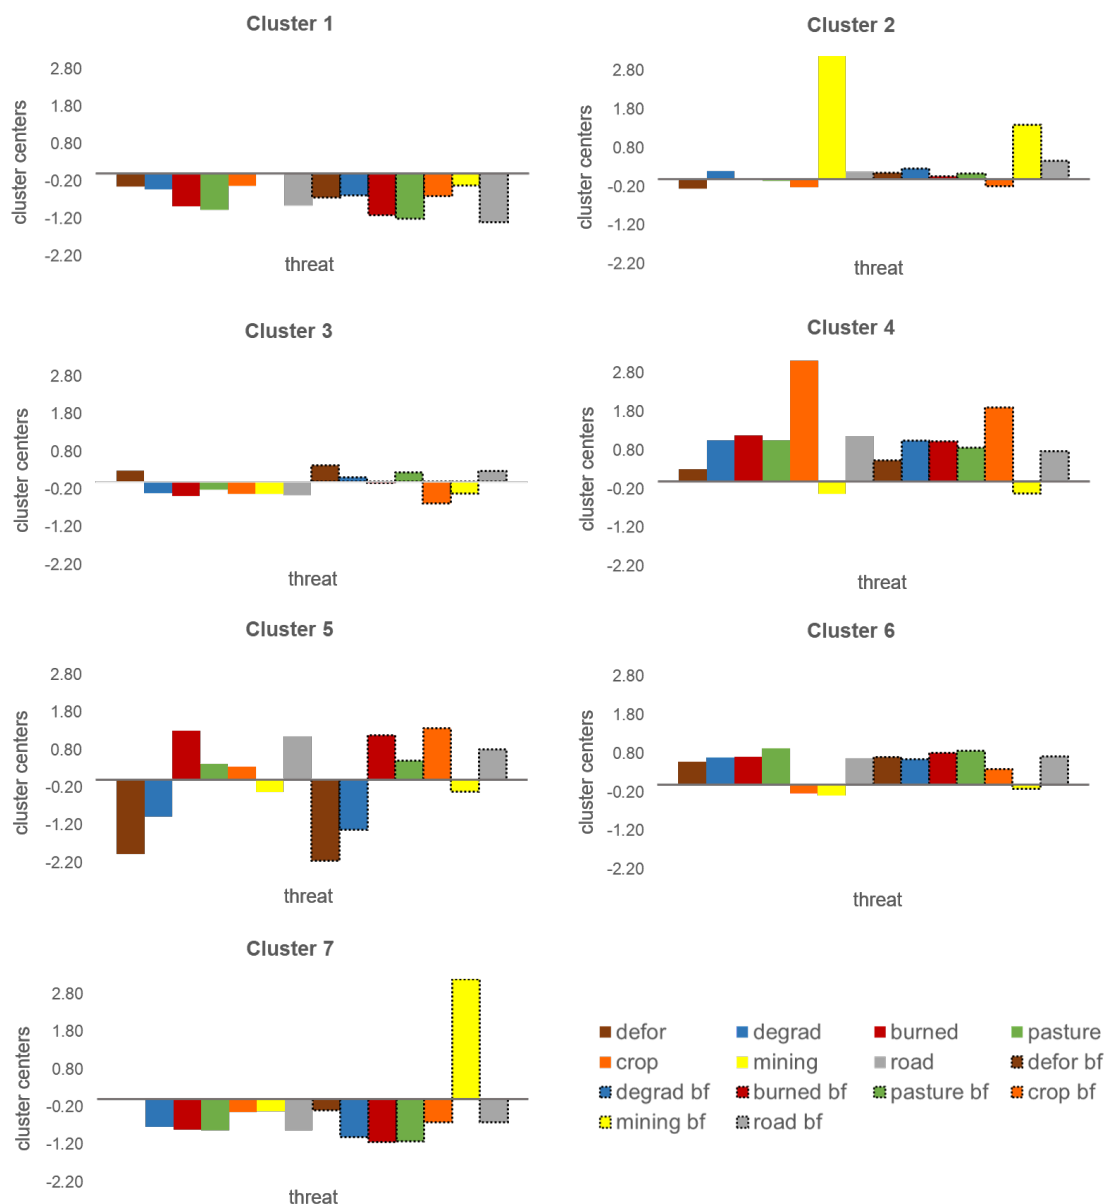 Cluster 1
2.80
1.80
0.80
-0.20
-1.20
-2.20
cluster centers
threat
Cluster 2
2.80
1.80
0.80
-0.20
-1.20
-2.20
cluster centers
threat
Cluster 3
2.80
1.80
0.80
-0.20
-1.20
-2.20
cluster centers
threat
Cluster 4
2.80
1.80
0.80
-0.20
-1.20
-2.20
cluster centers
threat
Cluster 5
2.80
1.80
0.80
-0.20
-1.20
-2.20
cluster centers
threat
Cluster 6
2.80
1.80
0.80
-0.20
-1.20
-2.20
cluster centers
threat
Cluster 7
2.80
1.80
0.80
-0.20
-1.20
-2.20
cluster centers
threat
defor degrad burned pasture
crop mining road defor bf
degrad bf burned bf pasture bf crop bf
mining bf road bf